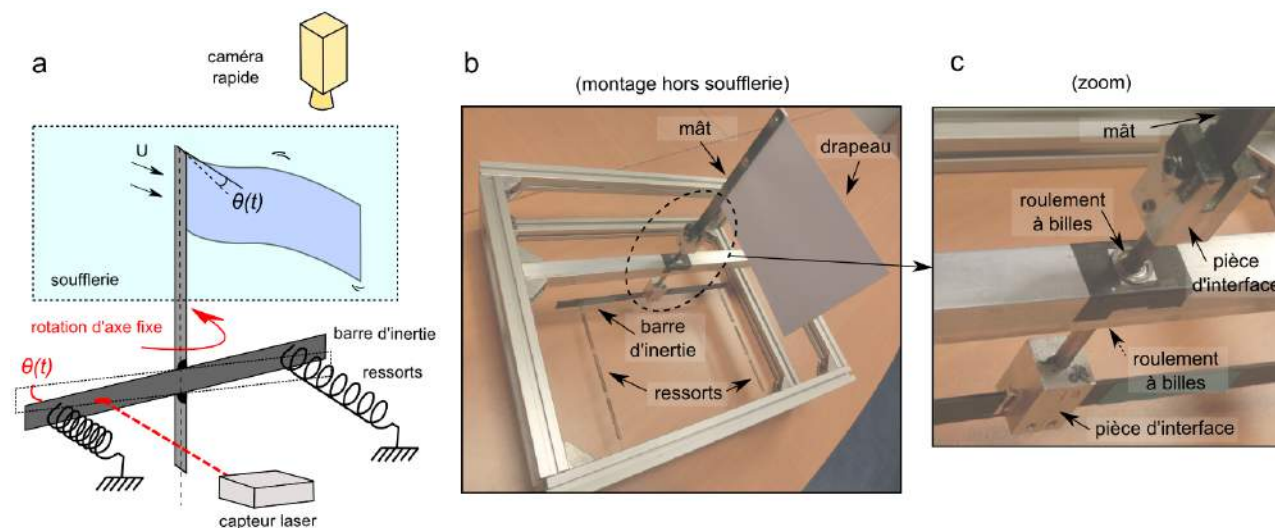 a
caméra
rapide
U
θ(t)
soufflerie
rotation d'axe fixe
barre d'inertie
θ(t)
ressorts
capteur laser
b
(montage hors soufflerie)
mât
drapeau
barre
d'inertie
ressorts
c
(zoom)
mât
roulement
à billes
pièce
d'interface
roulement
à billes
pièce d'interface